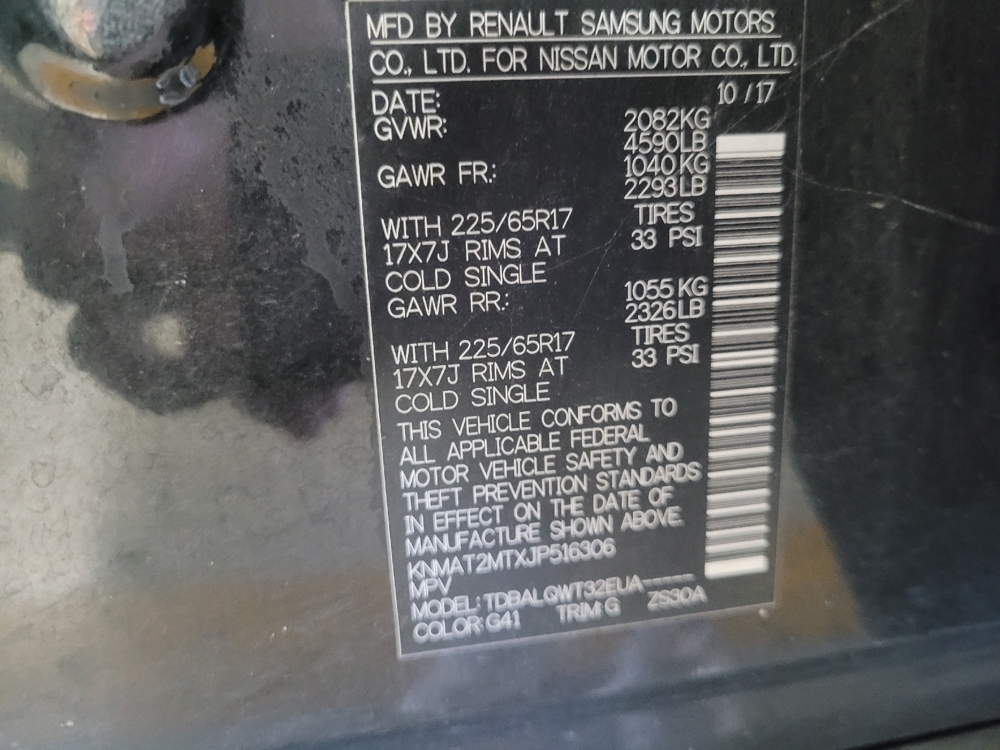 MFD BY RENAULT SAMSUNG MOTORS
CO., LTD. FOR NISSAN MOTOR CO., LTD.
DATE: 10 / 17
GVWR: 2082KG
4590LB
GAWR FR.: 1040KG
2293LB
WITH 225/65R17 TIRES
17X7J RIMS AT 33 PSI
COLD SINGLE
GAWR RR.: 1055KG
2326LB
WITH 225/65R17 TIRES
17X7J RIMS AT 33 PSI
COLD SINGLE
THIS VEHICLE CONFORMS TO
ALL APPLICABLE FEDERAL
MOTOR VEHICLE SAFETY AND
THEFT PREVENTION STANDARDS
IN EFFECT ON THE DATE OF
MANUFACTURE SHOWN ABOVE.
KNMAT2MTXJP516306
MPV
MODEL: TDBALQWT32EUA-----
COLOR:G41 TRIM:G ZS30A